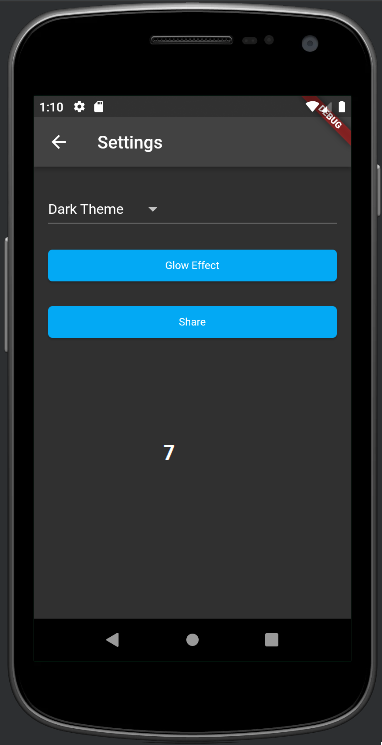 1:10
DEBUG
Settings
Dark Theme
Glow Effect
Share
7